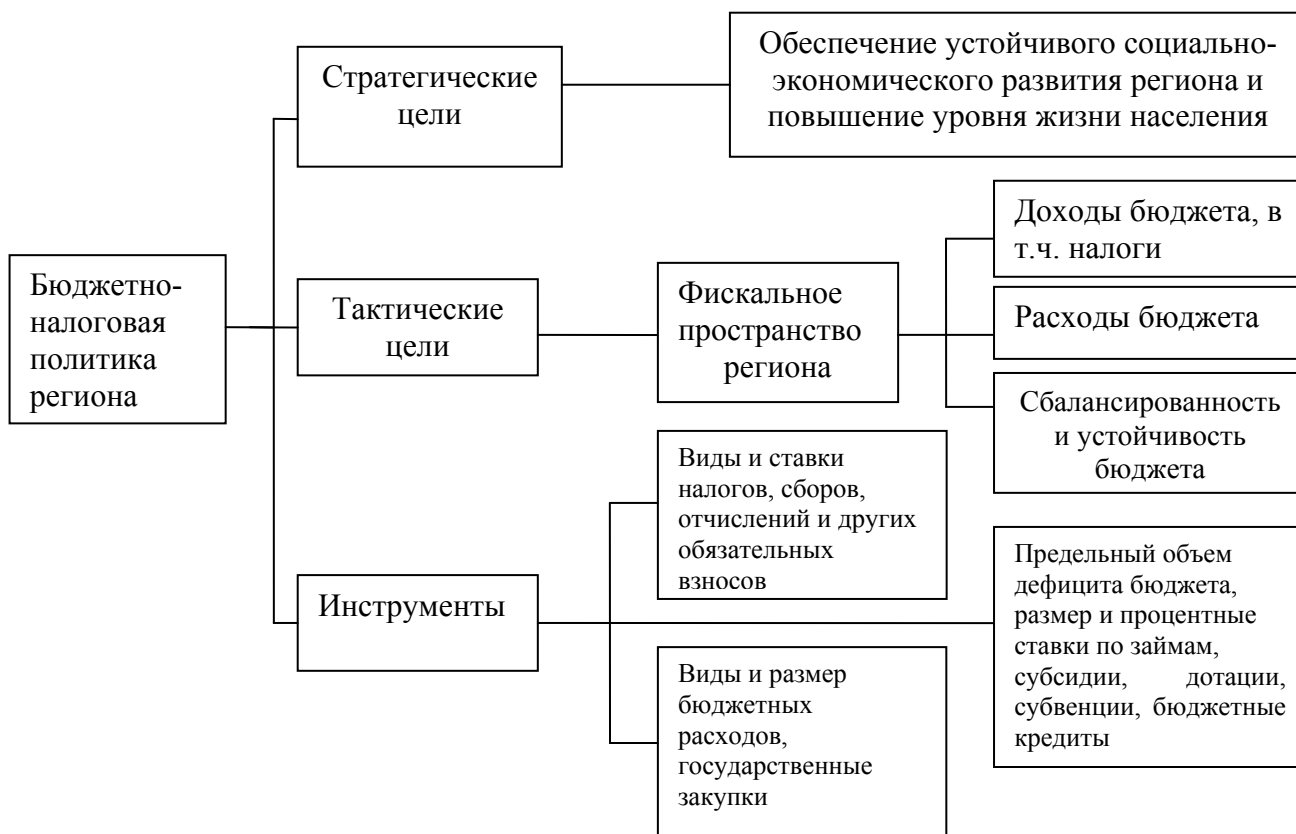 Бюджетно-
налоговая
политика
региона
Стратегические
цели
Обеспечение устойчивого социально-
экономического развития региона и
повышение уровня жизни населения
Тактические
цели
Фискальное
пространство
региона
Доходы бюджета, в
т.ч. налоги
Расходы бюджета
Сбалансированность
и устойчивость
бюджета
Инструменты
Виды и ставки
налогов, сборов,
отчислений и других
обязательных
взносов
Виды и размер
бюджетных
расходов,
государственные
закупки
Предельный объем
дефицита бюджета,
размер и процентные
ставки по займам,
субсидии, дотации,
субвенции, бюджетные
кредиты